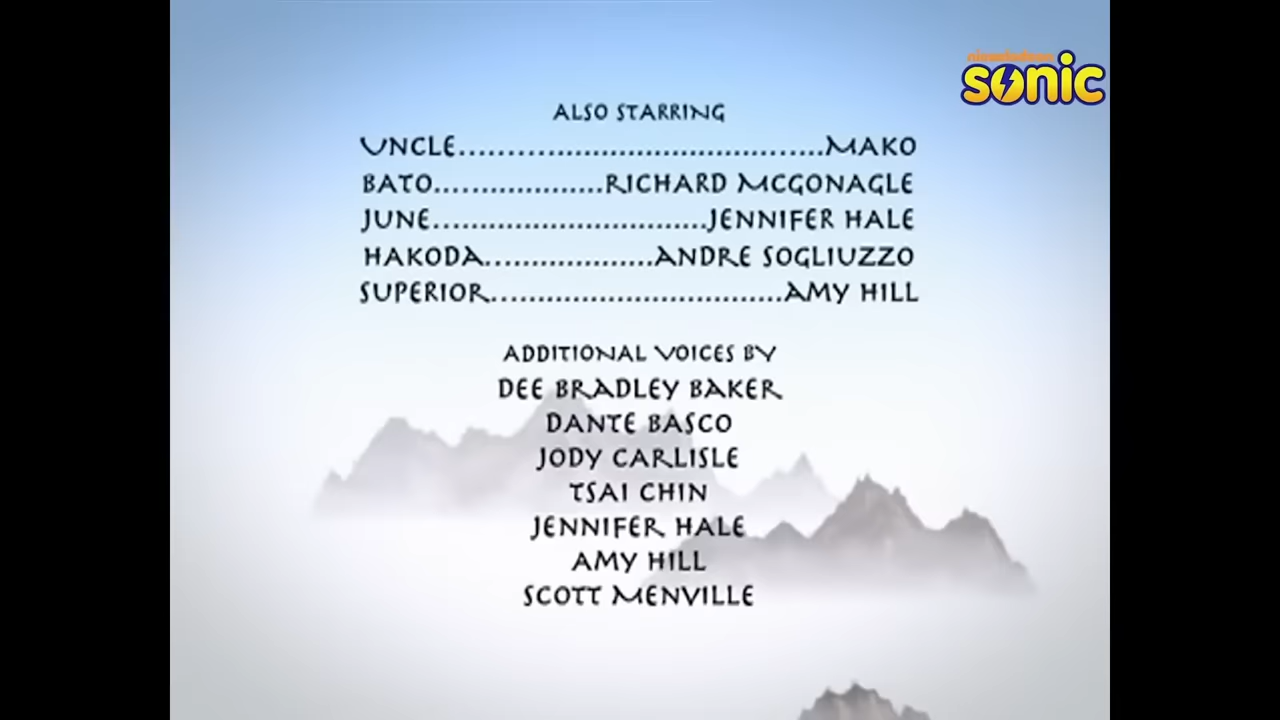 nickelodeon
sonic
ALSO STARRING
UNCLE............................................MAKO
BATO...................RICHARD MCGONAGLE
JUNE..............................JENNIFER HALE
HAKODA...................ANDRE SOGLIUZZO
SUPERIOR................................AMY HILL
ADDITIONAL VOICES BY
DEE BRADLEY BAKER
DANTE BASCO
JODY CARLISLE
TSAI CHIN
JENNIFER HALE
AMY HILL
SCOTT MENVILLE